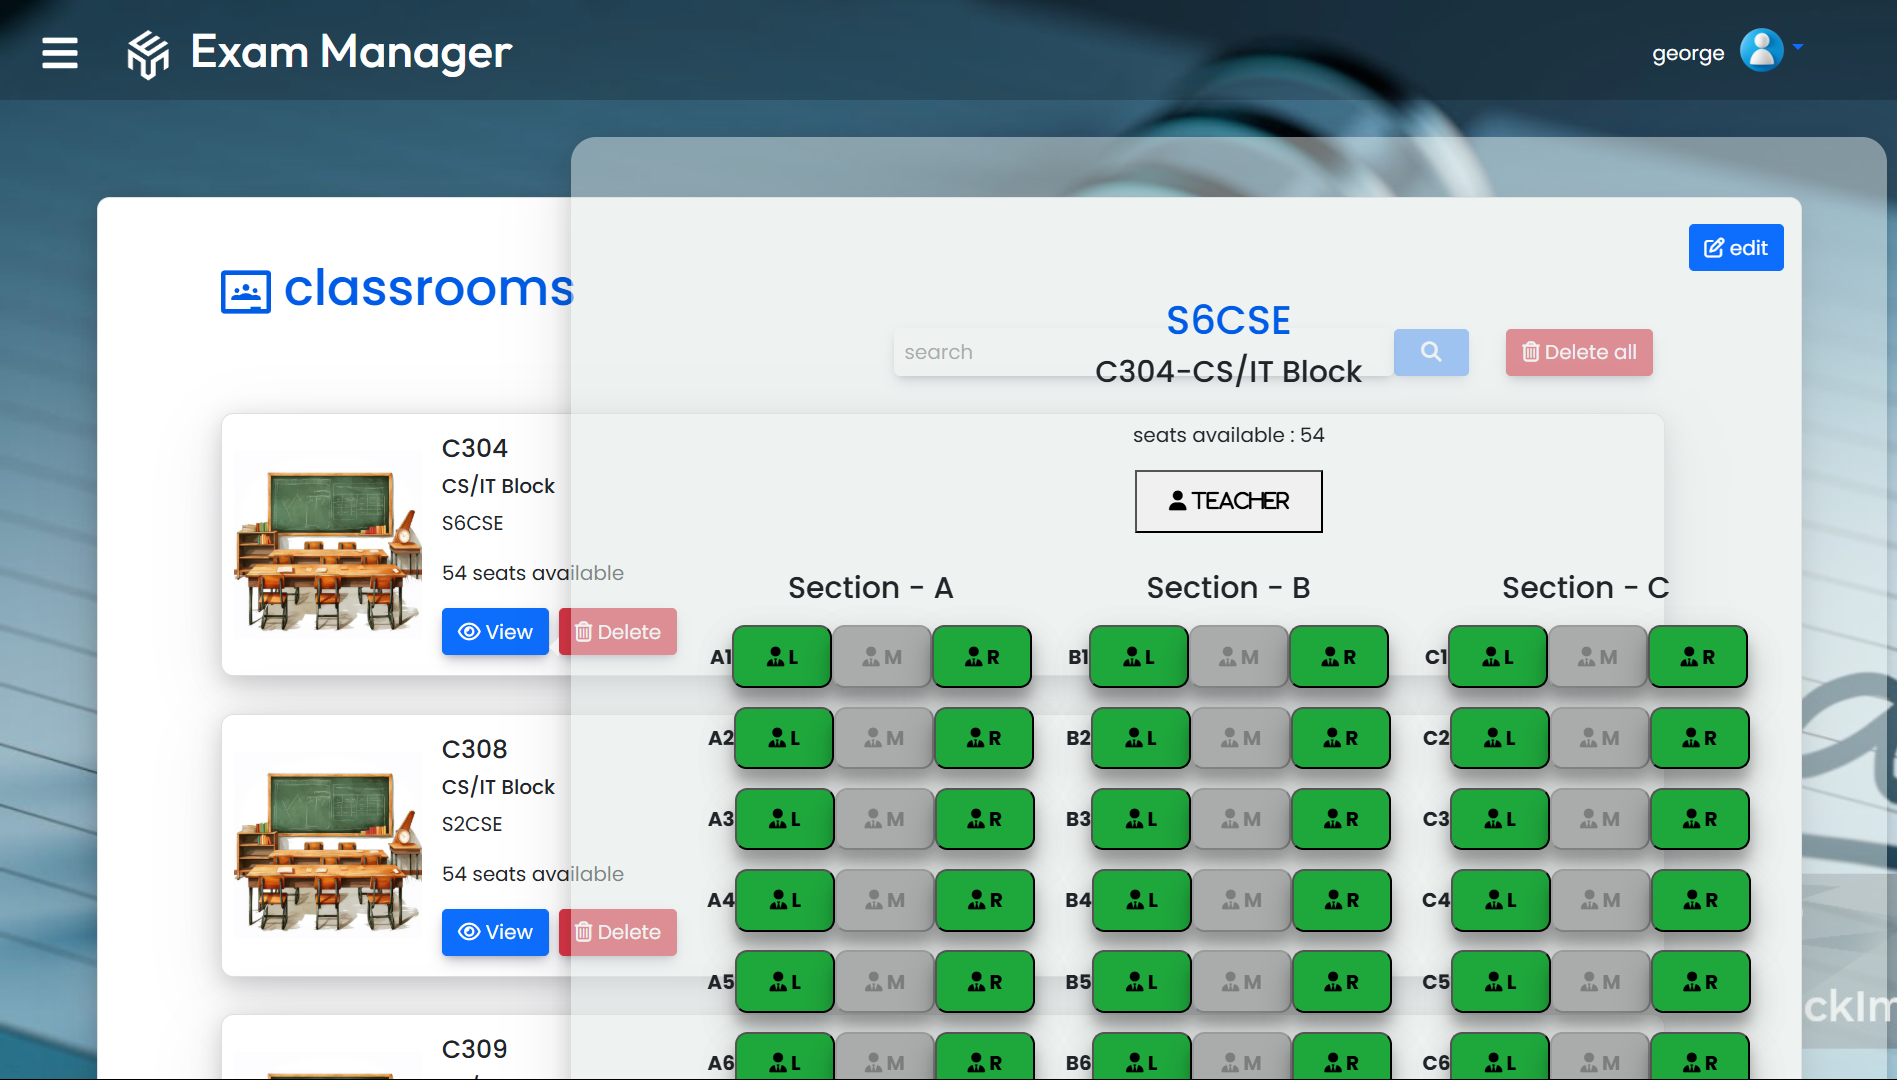 Exam Manager
george
edit
classrooms
S6CSE
search
Delete all
C304-CS/IT Block
seats available : 54
TEACHER
C304
CS/IT Block
S6CSE
54 seats available
View
Delete
C308
CS/IT Block
S2CSE
54 seats available
View
Delete
C309
Section - A
Section - B
Section - C
A1 L M R B1 L M R C1 L M R
A2 L M R B2 L M R C2 L M R
A3 L M R B3 L M R C3 L M R
A4 L M R B4 L M R C4 L M R
A5 L M R B5 L M R C5 L M R
A6 L M R B6 L M R C6 L M R